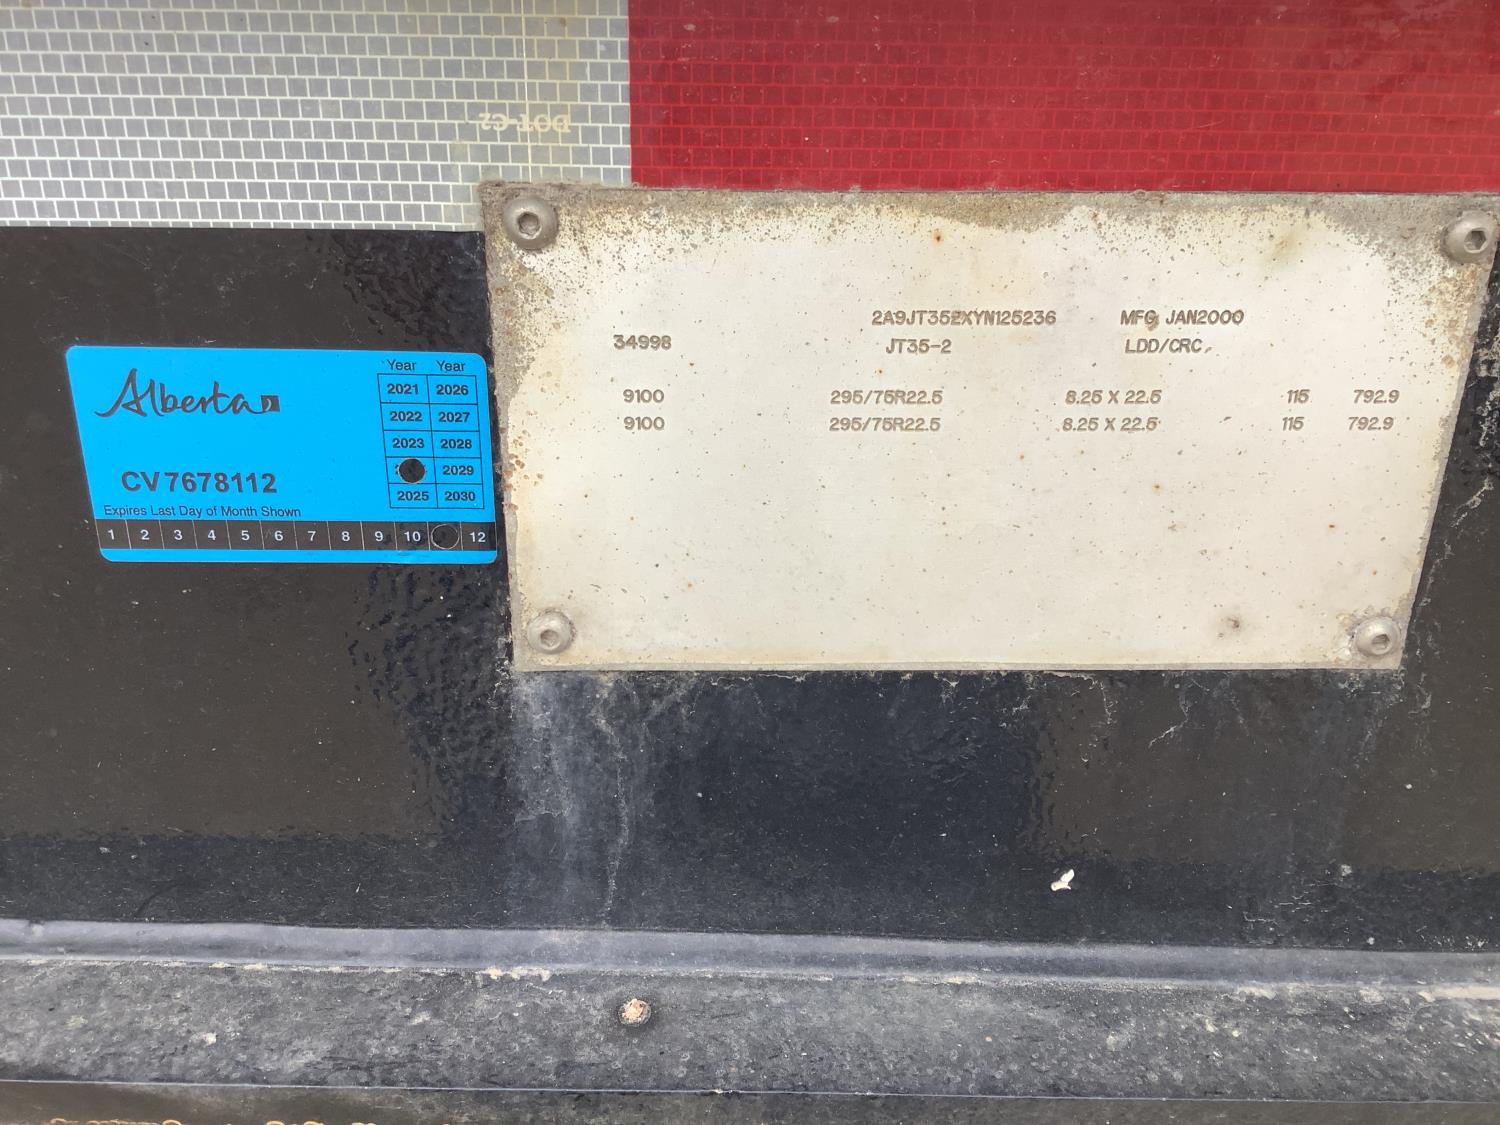 DOT-C2
2A9JT352XYN125236 MFG JAN2000
34998 JT35-2 LDD/CRC
9100 295/75R22.5 8.25 X 22.5 115 792.9
9100 295/75R22.5 8.25 X 22.5 115 792.9
Alberta
Year Year
2021 2026
2022 2027
2023 2028
2029
2025 2030
CV7678112
Expires Last Day of Month Shown
1 2 3 4 5 6 7 8 9 10 12